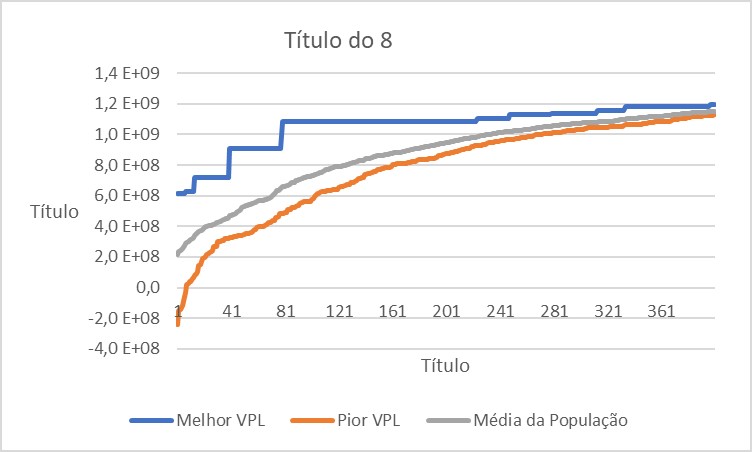 Título do 8
1,4 E+09
1,2 E+09
1,0 E+09
8,0 E+08
6,0 E+08
4,0 E+08
2,0 E+08
0,0
-2,0 E+08
-4,0 E+08
Título
1 41 81 121 161 201 241 281 321 361
Título
Melhor VPL Pior VPL Média da População